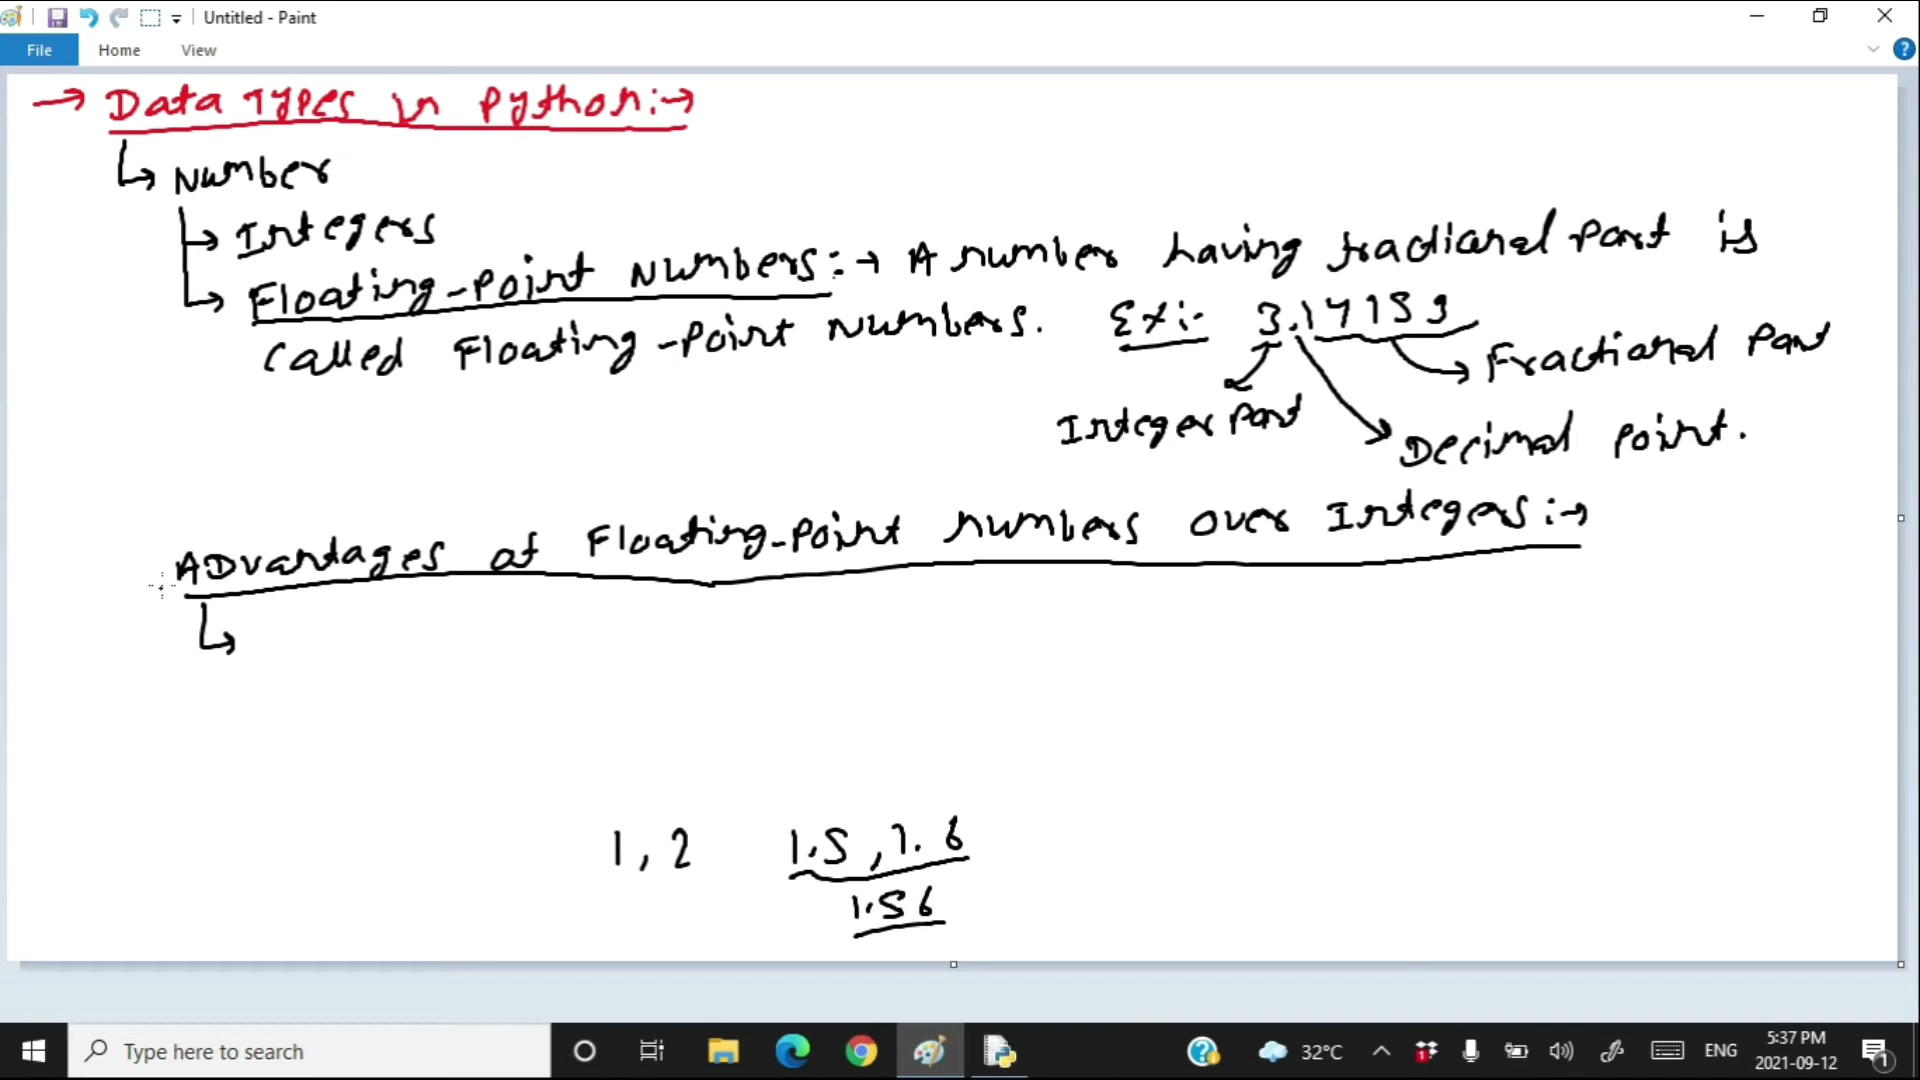 Untitled - Paint
File Home View
→ Data Types in Python:→
Number
Integers
Floating-Point Numbers:→ A number having fractional Part is
called Floating-Point Numbers. Ex:- 3.14159
Fractional Part
Integer Part
Decimal Point.
Advantages of Floating-Point numbers over Integers:→
1, 2 1.5, 1.6
1.56
Type here to search
32°C ENG
5:37 PM
2021-09-12
1